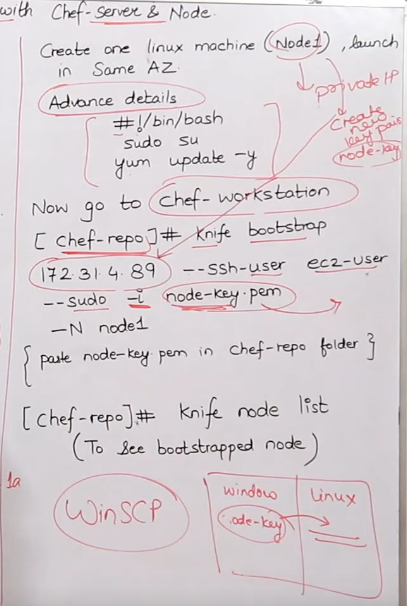 with Chef-Server & Node.
Create one linux machine (Node1), launch
in Same AZ.
private IP
Create
new
key pair
node-key
Advance details
#!/bin/bash
sudo su
yum update -y
Now go to Chef-workstation
[chef-repo]# knife bootstrap
172.31.4.89 --ssh-user ec2-user
--sudo -i node-key.pem
-N node1
{ paste node-key.pem in chef-repo folder }
[chef-repo]# knife node list
(To see bootstrapped node)
1a
WinSCP
window
Linux
node-key